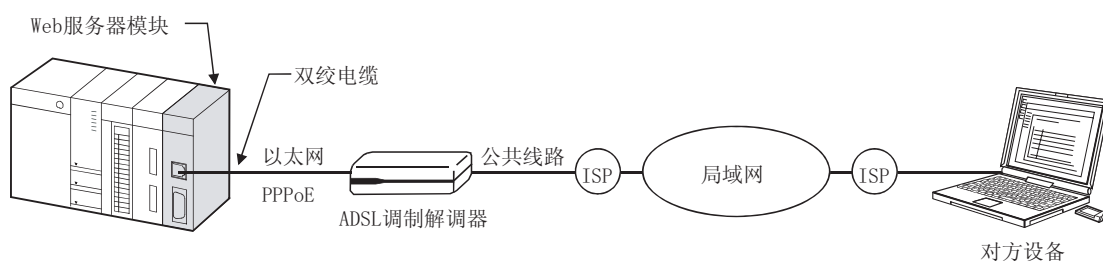 Web服务器模块
双绞电缆
以太网
PPPoE
ADSL调制解调器
公共线路
ISP
局域网
ISP
对方设备